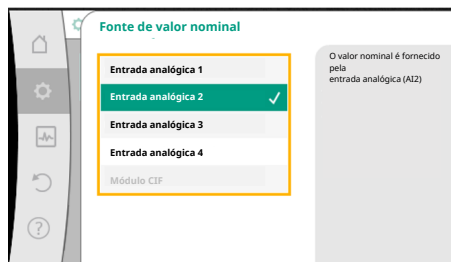 Fonte de valor nominal
Entrada analógica 1
Entrada analógica 2
Entrada analógica 3
Entrada analógica 4
Módulo CIF
O valor nominal é fornecido
pela
entrada analógica (AI2)
?